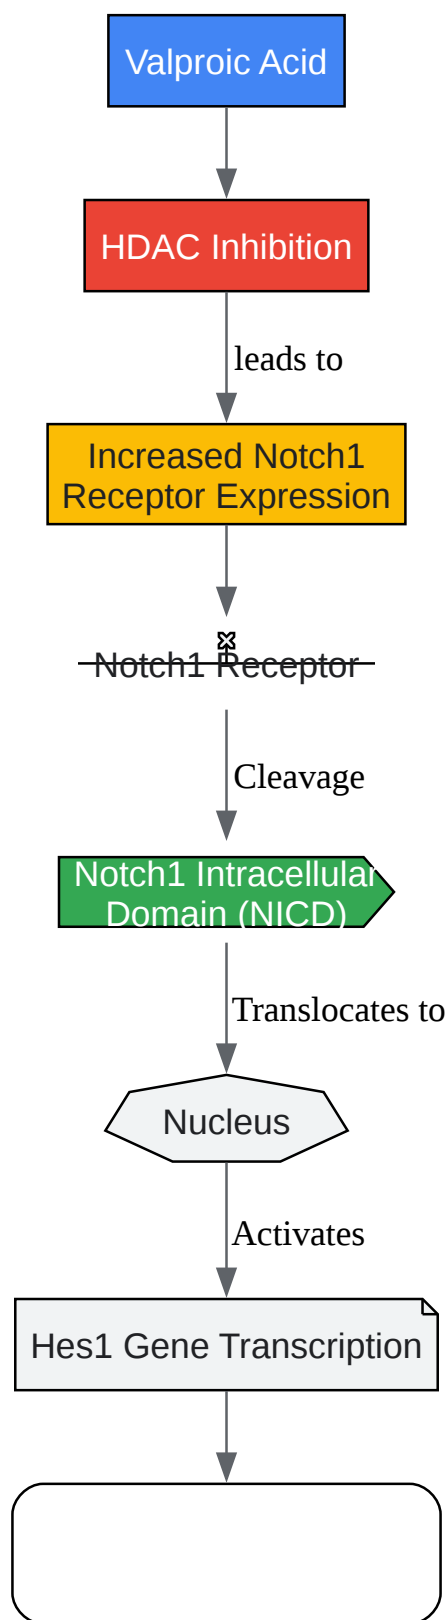 Valproic Acid
HDAC Inhibition
leads to
Increased Notch1
Receptor Expression
Notch1 Receptor
Cleavage
Notch1 Intracellular
Domain (NICD)
Translocates to
Nucleus
Activates
Hes1 Gene Transcription